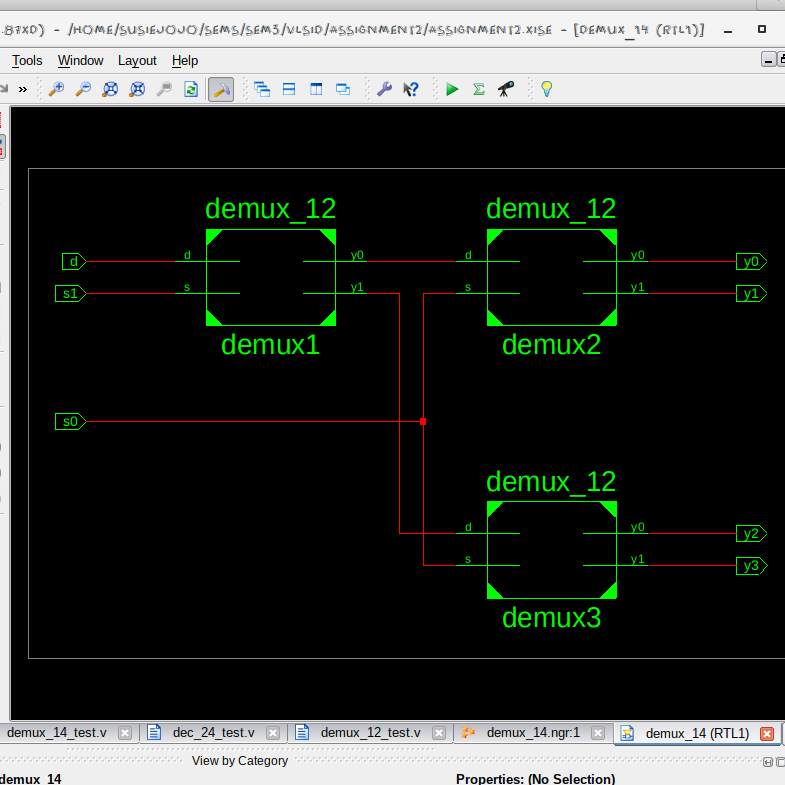 .87xd) - /home/susiejojo/sems/sem3/vlsid/assignment2/assignment2.xise - [demux_14 (RTL1)]
Tools Window Layout Help
»
demux_12 demux_12
d d y0 d y0 y0
s1 s y1 s y1 y1
demux1 demux2
s0
demux_12
d y0 y2
s y1 y3
demux3
demux_14_test.v dec_24_test.v demux_12_test.v demux_14.ngr:1 demux_14 (RTL1)
View by Category
demux_14 Properties: (No Selection)